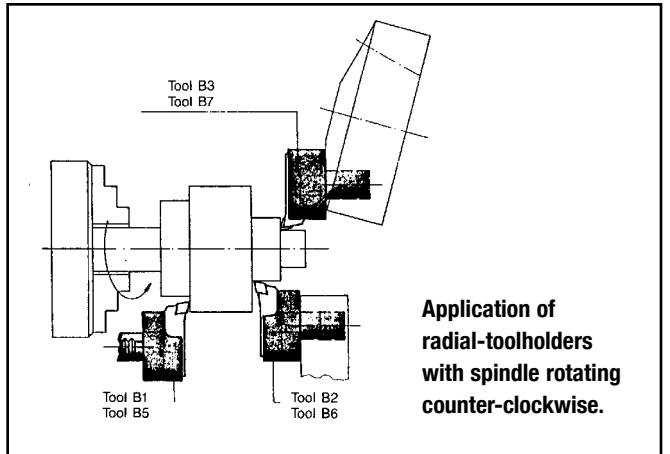 Tool B3
Tool B7
Tool B1
Tool B5
Tool B2
Tool B6
Application of
radial-toolholders
with spindle rotating
counter-clockwise.